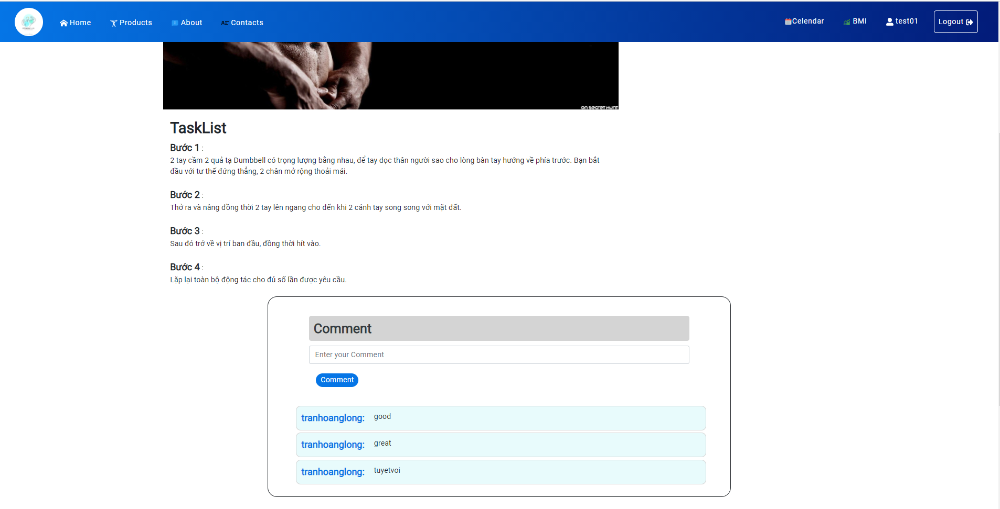 Home Products About Contacts Celendar BMI test01 Logout
ON SECRET HUNT
TaskList
Bước 1 :
2 tay cầm 2 quả tạ Dumbbell có trọng lượng bằng nhau, để tay dọc thân người sao cho lòng bàn tay hướng về phía trước. Bạn bắt
đầu với tư thế đứng thẳng, 2 chân mở rộng thoải mái.
Bước 2 :
Thở ra và nâng đồng thời 2 tay lên ngang cho đến khi 2 cánh tay song song với mặt đất.
Bước 3 :
Sau đó trở về vị trí ban đầu, đồng thời hít vào.
Bước 4 :
Lặp lại toàn bộ động tác cho đủ số lần được yêu cầu.
Comment
Enter your Comment
Comment
tranhoanglong: good
tranhoanglong: great
tranhoanglong: tuyetvoi